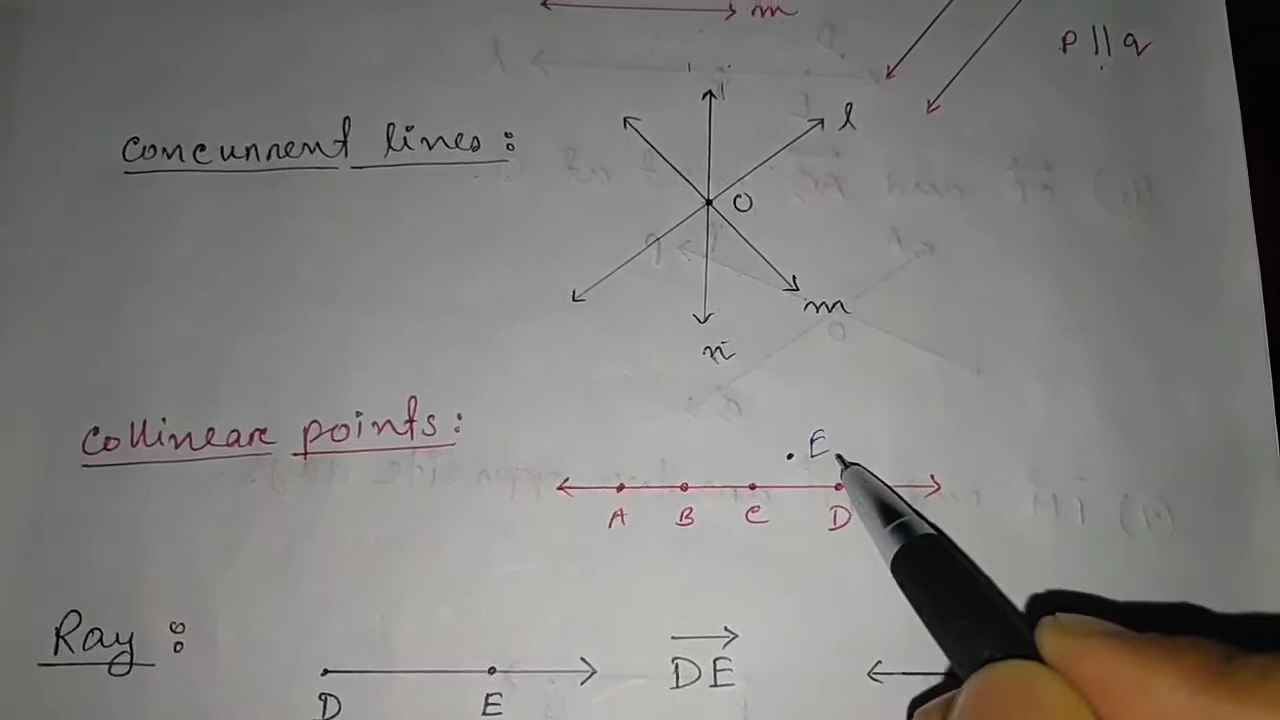 m
p || q
Concurrent lines:
l
O
m
n
Collinear points:
. E
A B C D
Ray:
DE
D E